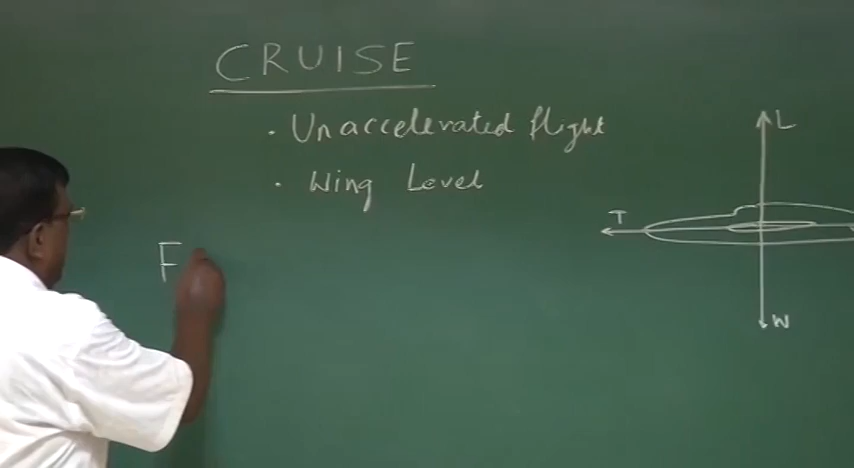 CRUISE
. Unaccelerated flight
. Wing Level
L
T
F
W